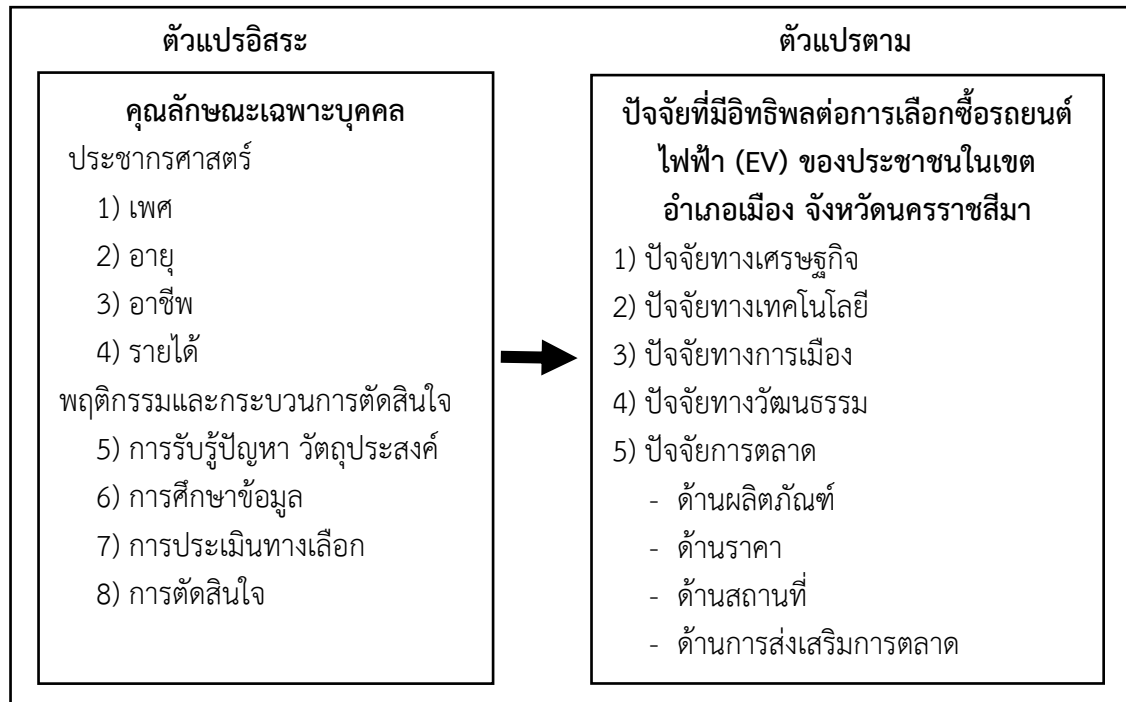 ตัวแปรอิสระ
คุณลักษณะเฉพาะบุคคล
ประชากรศาสตร์
1) เพศ
2) อายุ
3) อาชีพ
4) รายได้
พฤติกรรมและกระบวนการตัดสินใจ
5) การรับรู้ปัญหา วัตถุประสงค์
6) การศึกษาข้อมูล
7) การประเมินทางเลือก
8) การตัดสินใจ
ตัวแปรตาม
ปัจจัยที่มีอิทธิพลต่อการเลือกซื้อรถยนต์
ไฟฟ้า (EV) ของประชาชนในเขต
อำเภอเมือง จังหวัดนครราชสีมา
1) ปัจจัยทางเศรษฐกิจ
2) ปัจจัยทางเทคโนโลยี
3) ปัจจัยทางการเมือง
4) ปัจจัยทางวัฒนธรรม
5) ปัจจัยการตลาด
- ด้านผลิตภัณฑ์
- ด้านราคา
- ด้านสถานที่
- ด้านการส่งเสริมการตลาด